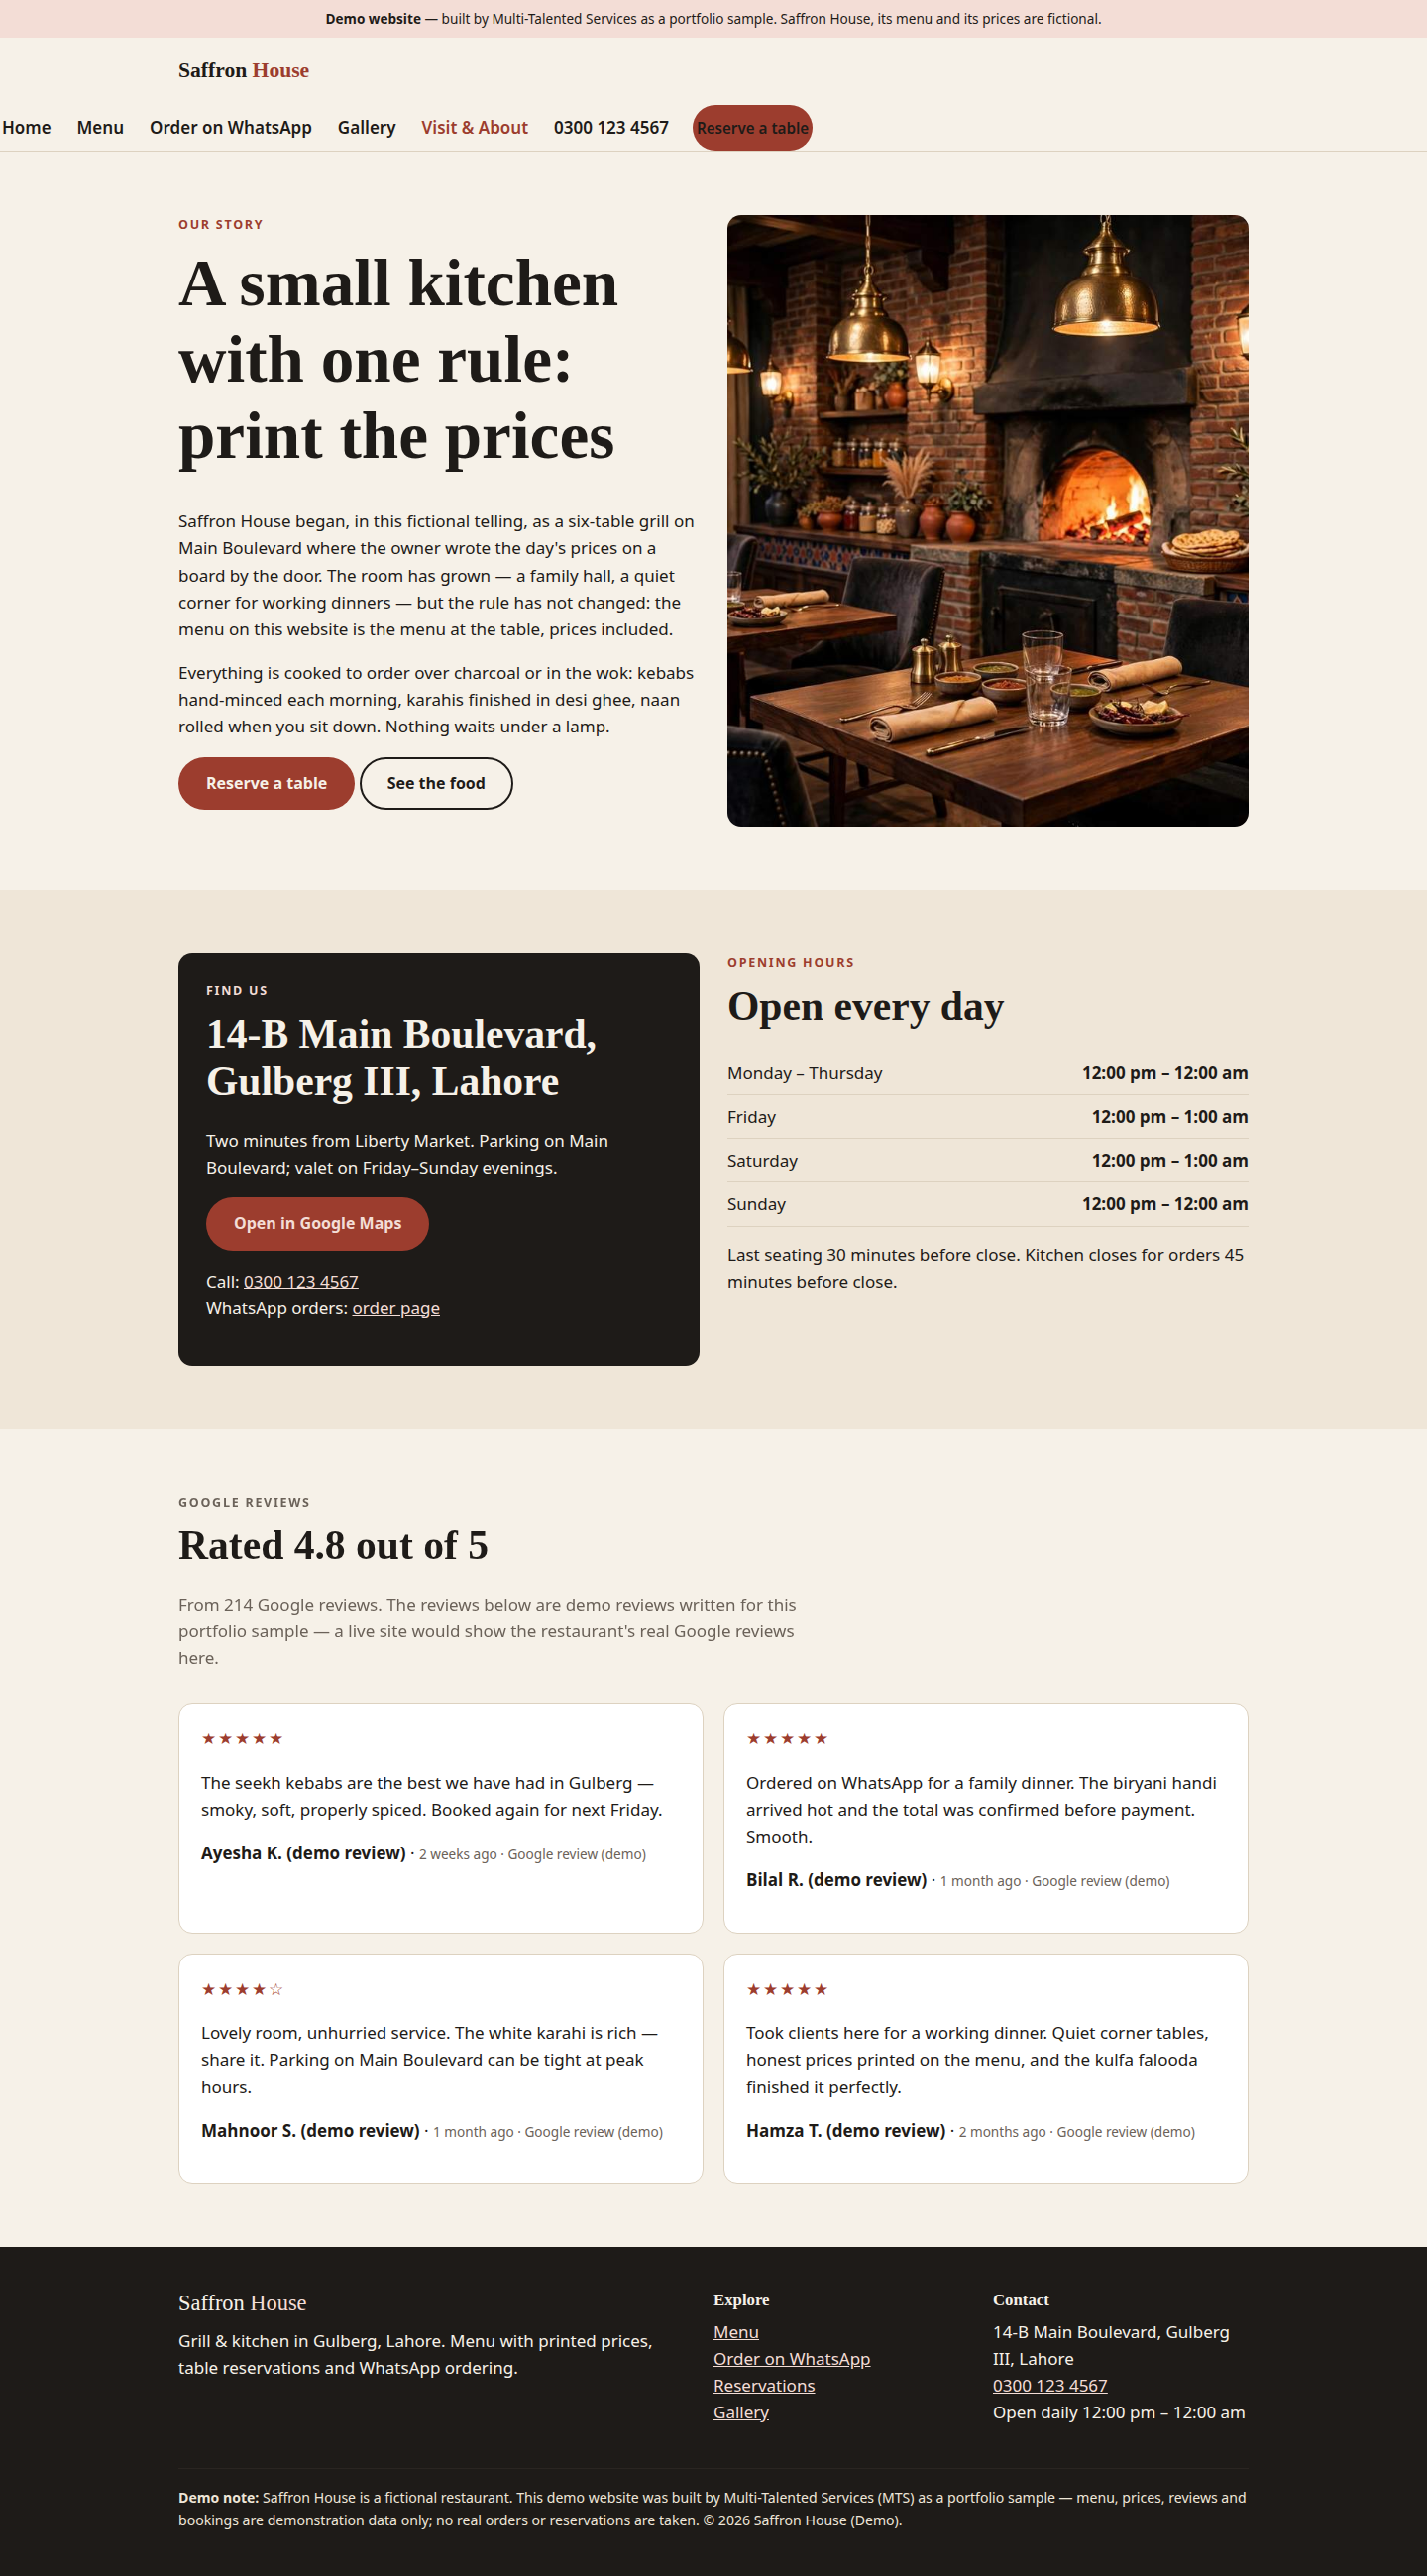 Demo website — built by Multi-Talented Services as a portfolio sample. Saffron House, its menu and its prices are fictional.
Saffron House
Home Menu Order on WhatsApp Gallery Visit & About 0300 123 4567 Reserve a table
OUR STORY
A small kitchen
with one rule:
print the prices
Saffron House began, in this fictional telling, as a six-table grill on
Main Boulevard where the owner wrote the day's prices on a
board by the door. The room has grown — a family hall, a quiet
corner for working dinners — but the rule has not changed: the
menu on this website is the menu at the table, prices included.
Everything is cooked to order over charcoal or in the wok: kebabs
hand-minced each morning, karahis finished in desi ghee, naan
rolled when you sit down. Nothing waits under a lamp.
Reserve a table See the food
FIND US
14-B Main Boulevard,
Gulberg III, Lahore
Two minutes from Liberty Market. Parking on Main
Boulevard; valet on Friday–Sunday evenings.
Open in Google Maps
Call: 0300 123 4567
WhatsApp orders: order page
OPENING HOURS
Open every day
Monday – Thursday 12:00 pm – 12:00 am
Friday 12:00 pm – 1:00 am
Saturday 12:00 pm – 1:00 am
Sunday 12:00 pm – 12:00 am
Last seating 30 minutes before close. Kitchen closes for orders 45
minutes before close.
GOOGLE REVIEWS
Rated 4.8 out of 5
From 214 Google reviews. The reviews below are demo reviews written for this
portfolio sample — a live site would show the restaurant's real Google reviews
here.
★★★★★
The seekh kebabs are the best we have had in Gulberg —
smoky, soft, properly spiced. Booked again for next Friday.
Ayesha K. (demo review) · 2 weeks ago · Google review (demo)
★★★★★
Ordered on WhatsApp for a family dinner. The biryani handi
arrived hot and the total was confirmed before payment.
Smooth.
Bilal R. (demo review) · 1 month ago · Google review (demo)
★★★★☆
Lovely room, unhurried service. The white karahi is rich —
share it. Parking on Main Boulevard can be tight at peak
hours.
Mahnoor S. (demo review) · 1 month ago · Google review (demo)
★★★★★
Took clients here for a working dinner. Quiet corner tables,
honest prices printed on the menu, and the kulfa falooda
finished it perfectly.
Hamza T. (demo review) · 2 months ago · Google review (demo)
Saffron House
Grill & kitchen in Gulberg, Lahore. Menu with printed prices,
table reservations and WhatsApp ordering.
Explore
Menu
Order on WhatsApp
Reservations
Gallery
Contact
14-B Main Boulevard, Gulberg
III, Lahore
0300 123 4567
Open daily 12:00 pm – 12:00 am
Demo note: Saffron House is a fictional restaurant. This demo website was built by Multi-Talented Services (MTS) as a portfolio sample — menu, prices, reviews and
bookings are demonstration data only; no real orders or reservations are taken. © 2026 Saffron House (Demo).